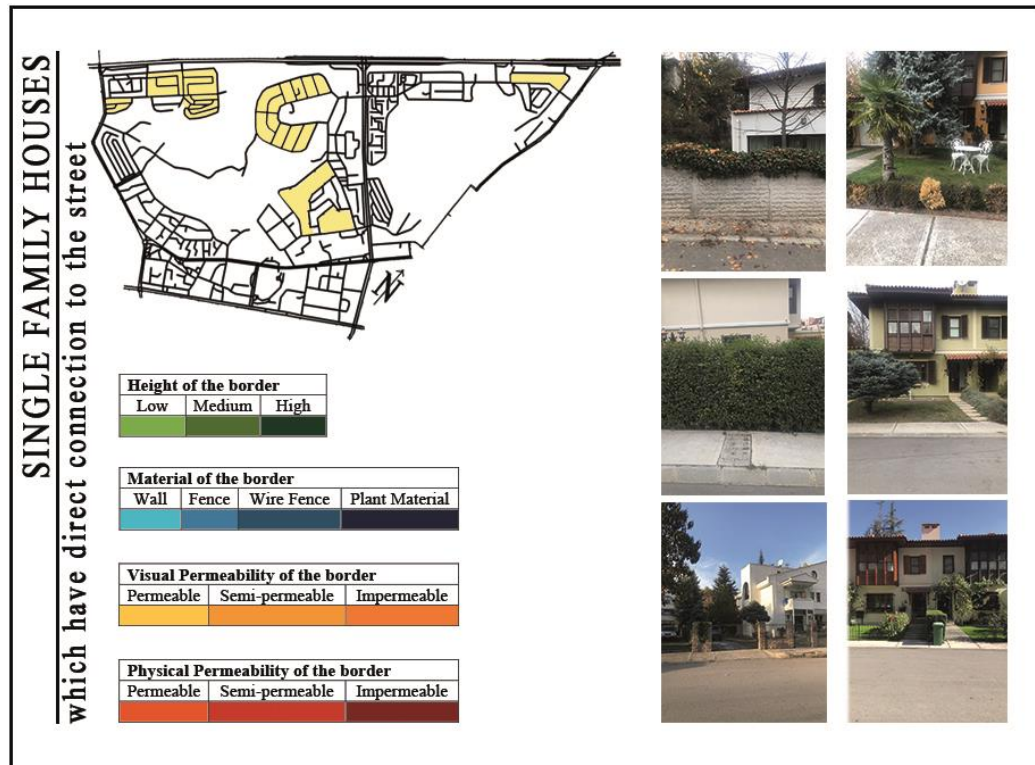 SINGLE FAMILY HOUSES
which have direct connection to the street
N
Height of the border
Low Medium High
Material of the border
Wall Fence Wire Fence Plant Material
Visual Permeability of the border
Permeable Semi-permeable Impermeable
Physical Permeability of the border
Permeable Semi-permeable Impermeable